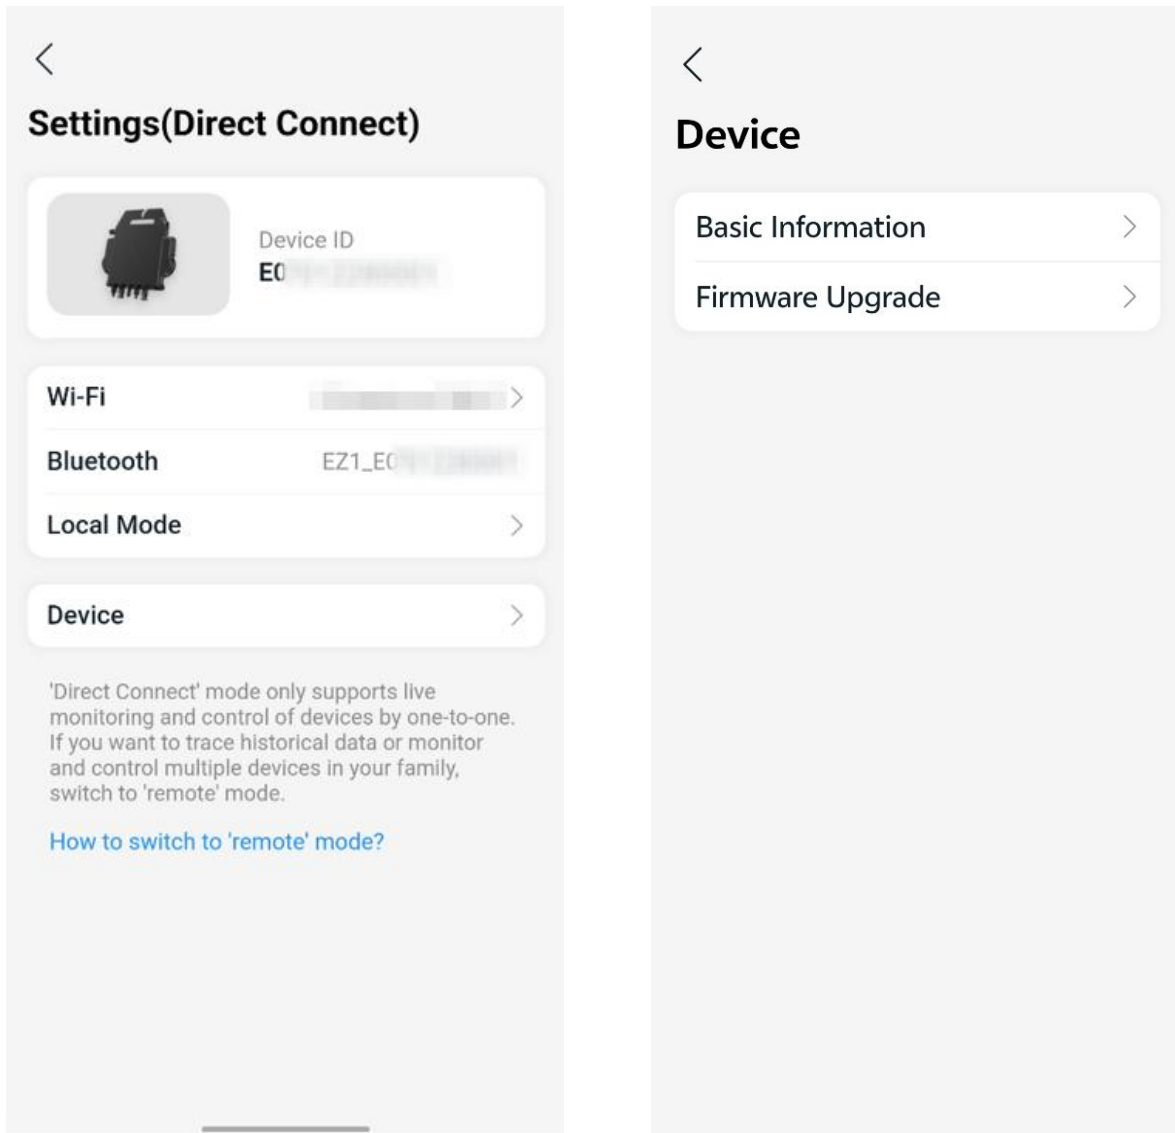 Settings(Direct Connect)
Device ID
E0
Wi-Fi
Bluetooth EZ1_E0
Local Mode
Device
'Direct Connect' mode only supports live
monitoring and control of devices by one-to-one.
If you want to trace historical data or monitor
and control multiple devices in your family,
switch to 'remote' mode.
How to switch to 'remote' mode?
Device
Basic Information
Firmware Upgrade